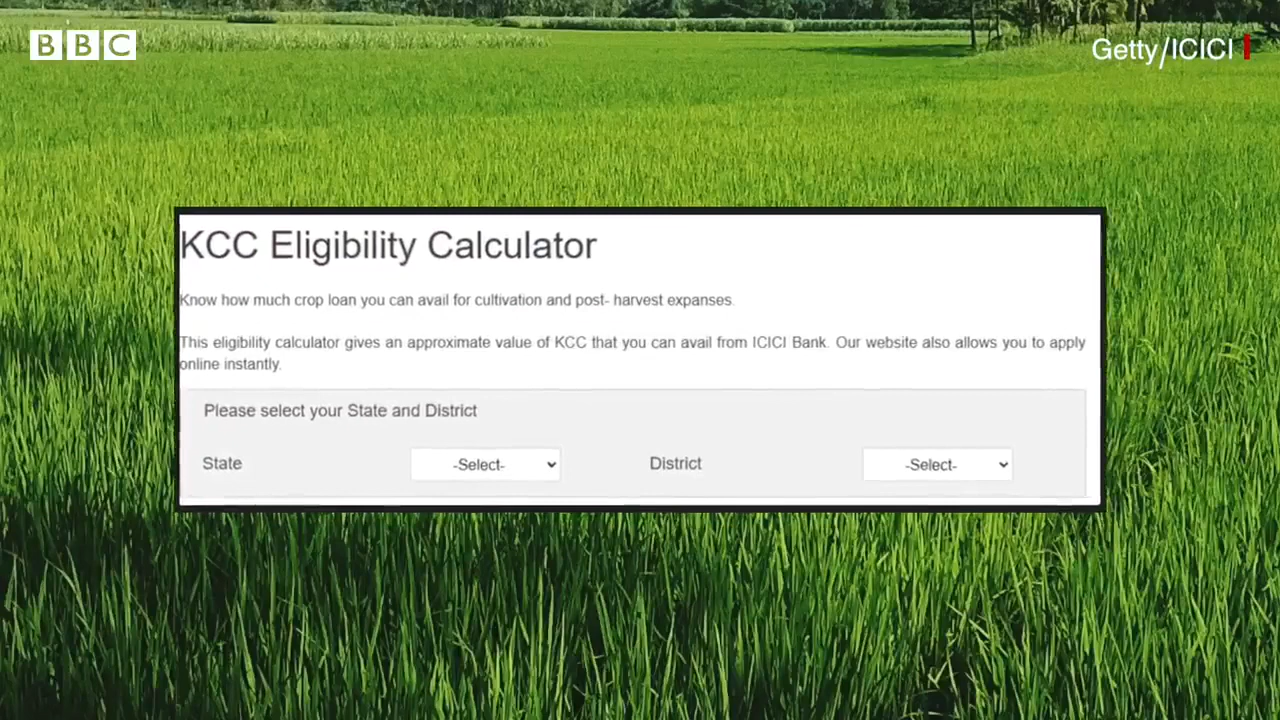 BBC
Getty/ICICI
KCC Eligibility Calculator
Know how much crop loan you can avail for cultivation and post- harvest expanses.
This eligibility calculator gives an approximate value of KCC that you can avail from ICICI Bank. Our website also allows you to apply
online instantly.
Please select your State and District
State -Select- District -Select-